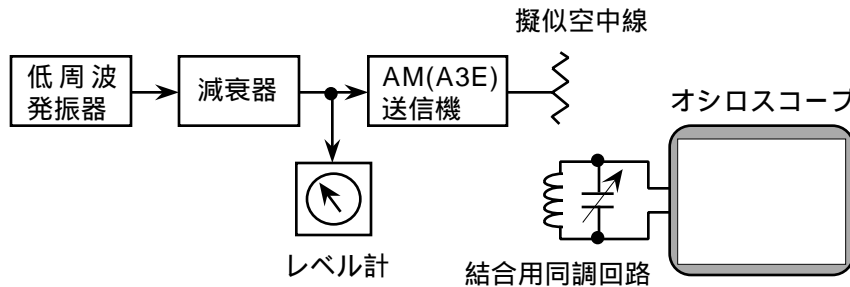 擬似空中線
低周波
発振器
減衰器
AM(A3E)
送信機
オシロスコープ
レベル計
結合用同調回路